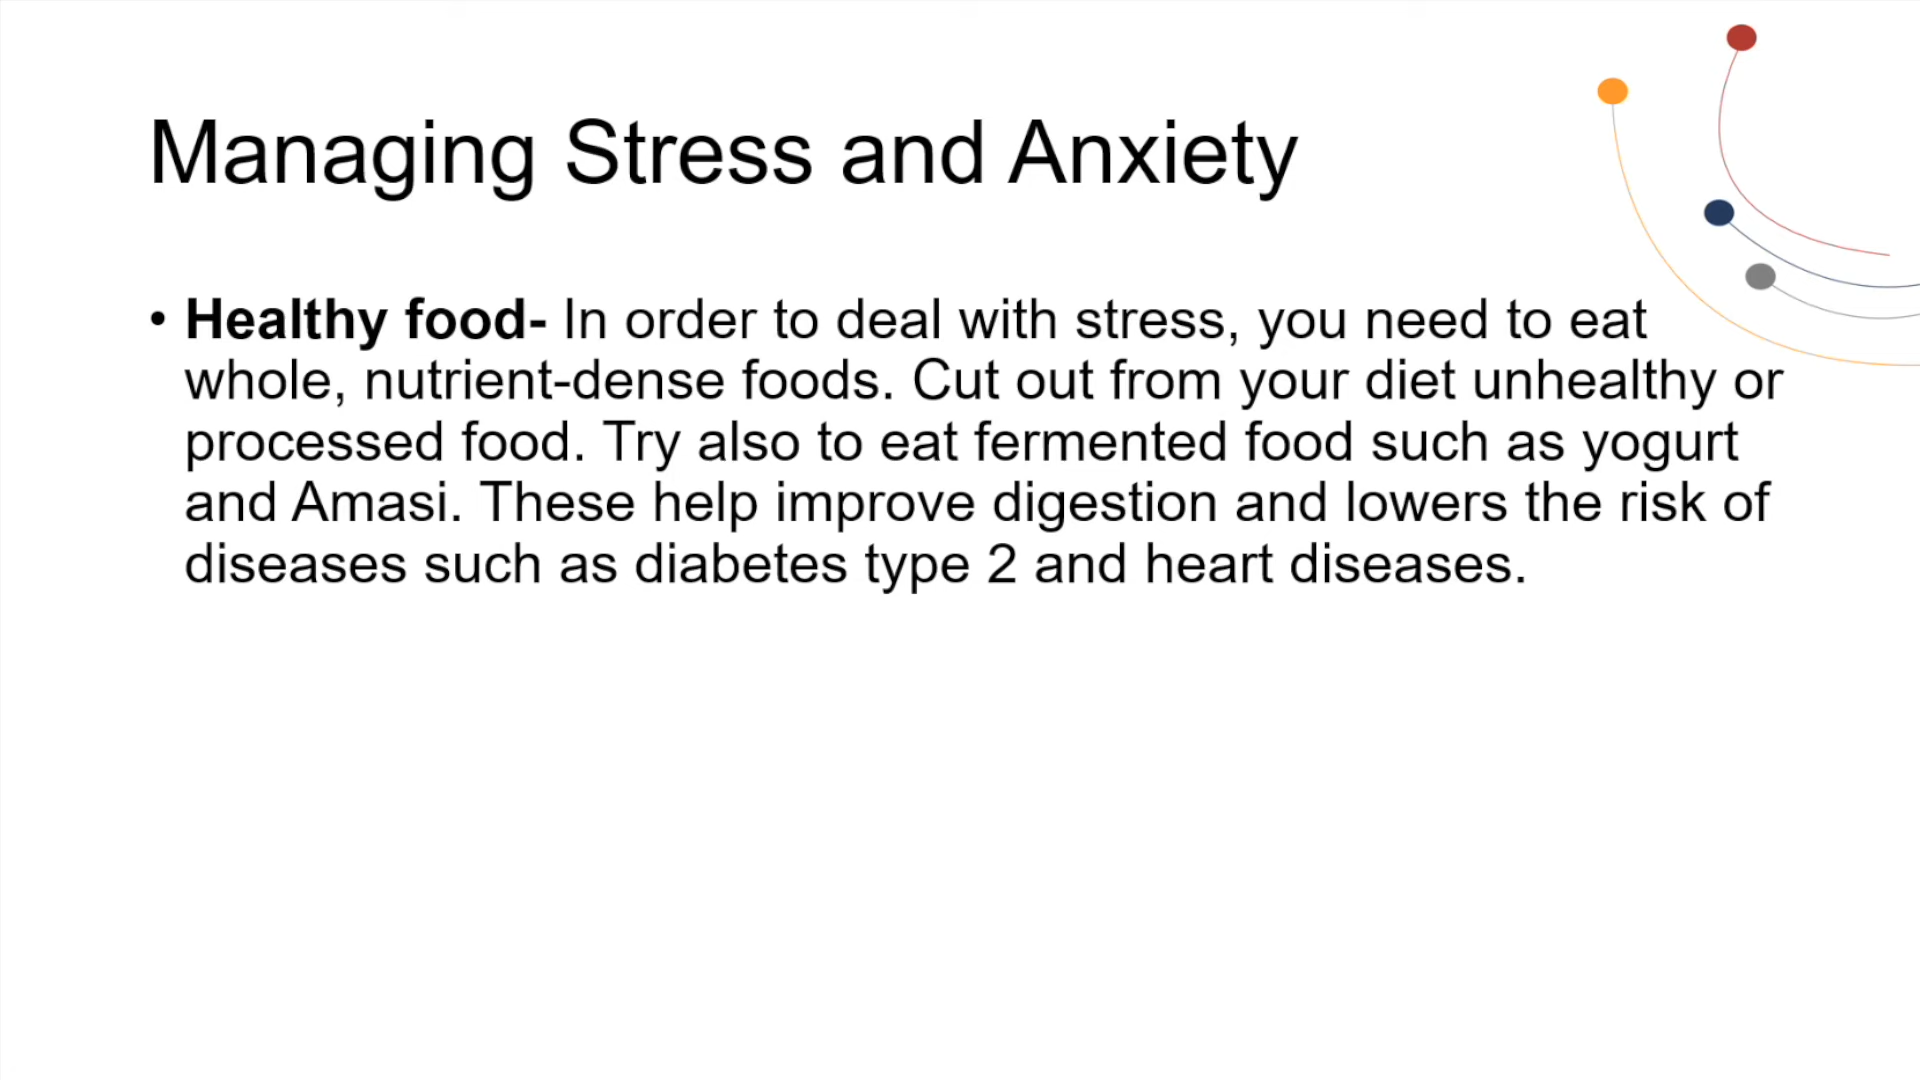 Managing Stress and Anxiety
• Healthy food- In order to deal with stress, you need to eat
whole, nutrient-dense foods. Cut out from your diet unhealthy or
processed food. Try also to eat fermented food such as yogurt
and Amasi. These help improve digestion and lowers the risk of
diseases such as diabetes type 2 and heart diseases.